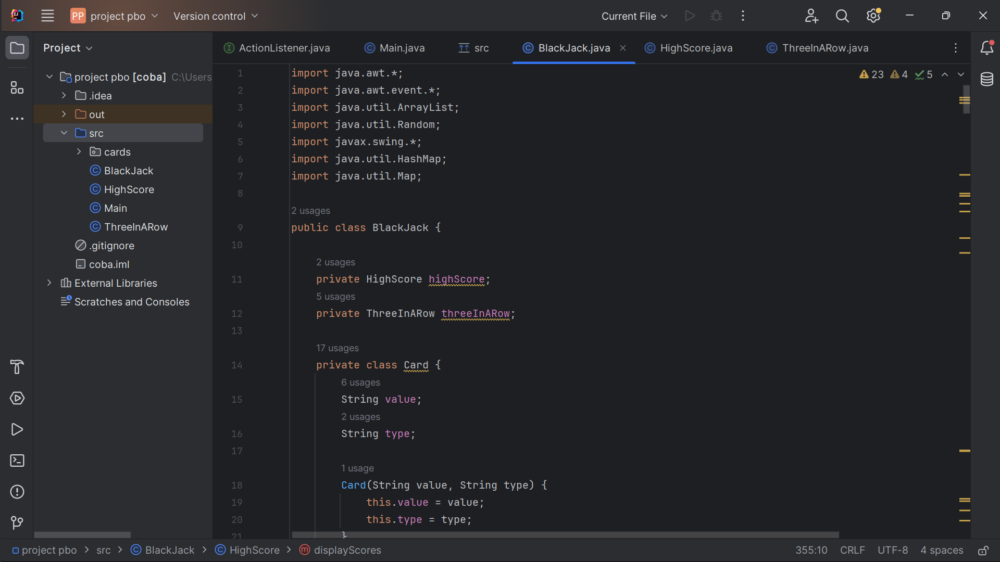 PP project pbo Version control Current File
Project
ActionListener.java Main.java src BlackJack.java HighScore.java ThreeInARow.java
project pbo [coba] C:\Users
.idea
out
src
cards
BlackJack
HighScore
Main
ThreeInARow
.gitignore
coba.iml
External Libraries
Scratches and Consoles
23 4 5
1 import java.awt.*;
2 import java.awt.event.*;
3 import java.util.ArrayList;
4 import java.util.Random;
5 import javax.swing.*;
6 import java.util.HashMap;
7 import java.util.Map;
8
2 usages
9 public class BlackJack {
10
2 usages
11 private HighScore highScore;
5 usages
12 private ThreeInARow threeInARow;
13
17 usages
14 private class Card {
6 usages
15 String value;
2 usages
16 String type;
17
1 usage
18 Card(String value, String type) {
19 this.value = value;
20 this.type = type;
21 }
project pbo > src > BlackJack > HighScore > displayScores
355:10 CRLF UTF-8 4 spaces